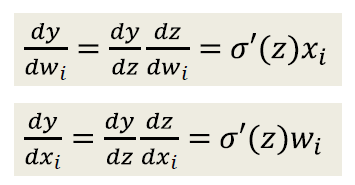 dy/dw_i = dy/dz dz/dw_i = σ′(z)x_i
dy/dx_i = dy/dz dz/dx_i = σ′(z)w_i